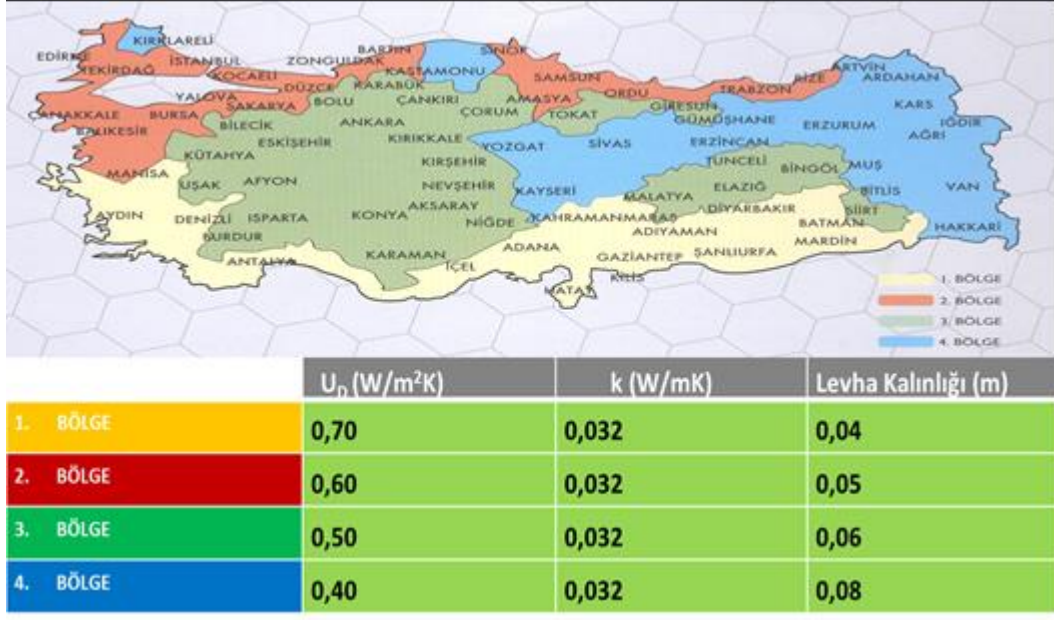 KIRKLARELİ
EDİRNE
TEKİRDAĞ
İSTANBUL
KOCAELİ
ZONGULDAK
BARTIN
KASTAMONU
SİNOP
SAMSUN
ORDU
TRABZON
RİZE
ARTVİN
ARDAHAN
YALOVA
SAKARYA
DÜZCE
BOLU
KARABÜK
ÇANKIRI
ÇORUM
AMASYA
TOKAT
GİRESUN
GÜMÜŞHANE
KARS
ÇANAKKALE
BURSA
BALIKESİR
BİLECİK
ESKİŞEHİR
ANKARA
KIRIKKALE
YOZGAT
SİVAS
ERZİNCAN
ERZURUM
AĞRI
IĞDIR
KÜTAHYA
KIRŞEHİR
MANİSA
UŞAK
AFYON
NEVŞEHİR
KAYSERİ
MALATYA
ELAZIĞ
TUNCELİ
BİNGÖL
MUŞ
BİTLİS
VAN
AYDIN
DENİZLİ
ISPARTA
BURDUR
KONYA
AKSARAY
NİĞDE
KAHRAMANMARAŞ
ADIYAMAN
DİYARBAKIR
BATMAN
SİİRT
MARDİN
HAKKARİ
ANTALYA
KARAMAN
İÇEL
ADANA
GAZİANTEP
ŞANLIURFA
KİLİS
HATAY
1. BÖLGE
2. BÖLGE
3. BÖLGE
4. BÖLGE
U_D (W/m²K) k (W/mK) Levha Kalınlığı (m)
1. BÖLGE 0,70 0,032 0,04
2. BÖLGE 0,60 0,032 0,05
3. BÖLGE 0,50 0,032 0,06
4. BÖLGE 0,40 0,032 0,08